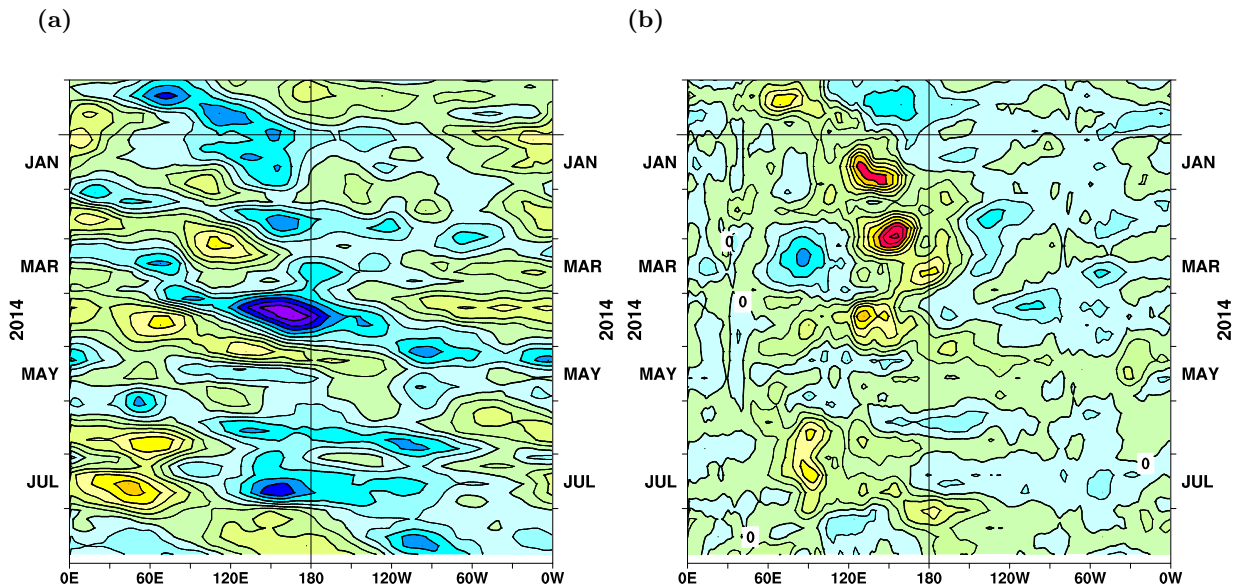 (a) (b)
JAN JAN JAN JAN
0
MAR MAR MAR MAR
0
2014 2014 2014 2014
MAY MAY MAY MAY
0
JUL JUL JUL JUL
0
0E 60E 120E 180 120W 60W 0W 0E 60E 120E 180 120W 60W 0W